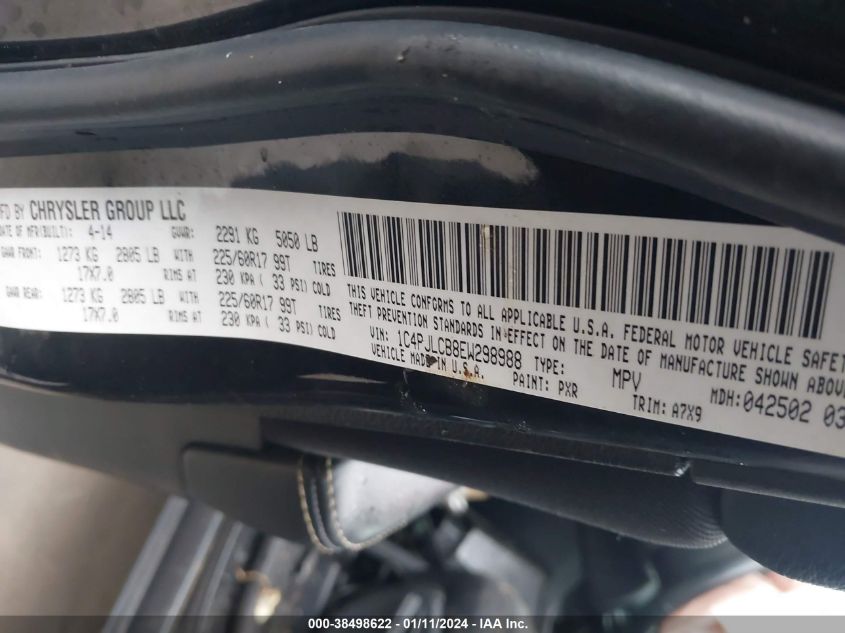 MFD BY CHRYSLER GROUP LLC
DATE OF MFR(BUILT): 4-14 GVWR: 2291 KG 5050 LB
GAWR FRONT: 1273 KG 2805 LB WITH 225/60R17 99T TIRES
17X7.0 RIMS AT 230 KPA ( 33 PSI) COLD
GAWR REAR: 1273 KG 2805 LB WITH 225/60R17 99T TIRES
17X7.0 RIMS AT 230 KPA ( 33 PSI) COLD
THIS VEHICLE CONFORMS TO ALL APPLICABLE U.S.A. FEDERAL MOTOR VEHICLE SAFETY
THEFT PREVENTION STANDARDS IN EFFECT ON THE DATE OF MANUFACTURE SHOWN ABOVE
VIN: 1C4PJLCB8EW298988 TYPE: MPV MDH:042502 03
VEHICLE MADE IN U.S.A. PAINT: PXR TRIM: A7X9
000-38498622 - 01/11/2024 - IAA Inc.